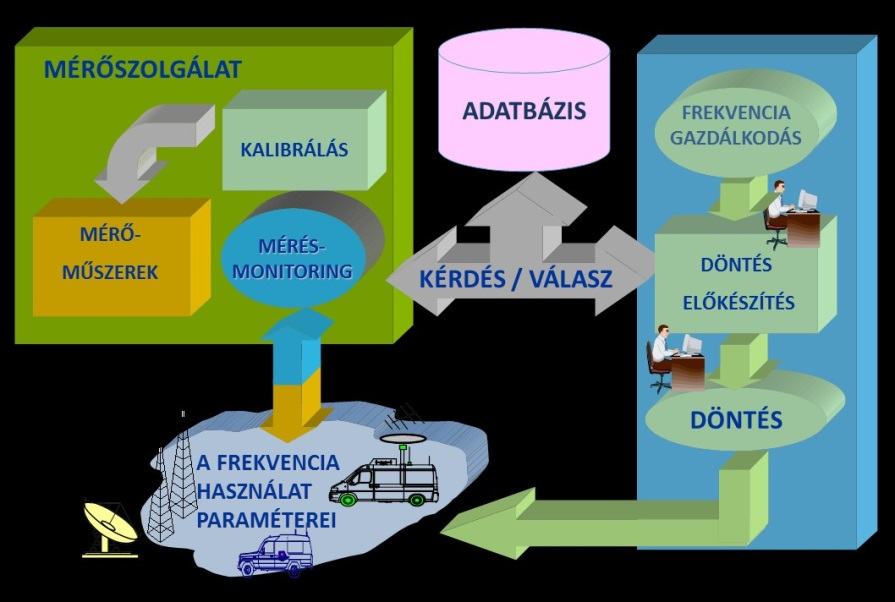 MÉRŐSZOLGÁLAT
KALIBRÁLÁS
MÉRŐ-
MŰSZEREK
MÉRÉS-
MONITORING
ADATBÁZIS
KÉRDÉS / VÁLASZ
FREKVENCIA
GAZDÁLKODÁS
DÖNTÉS
ELŐKÉSZÍTÉS
DÖNTÉS
A FREKVENCIA
HASZNÁLAT
PARAMÉTEREI